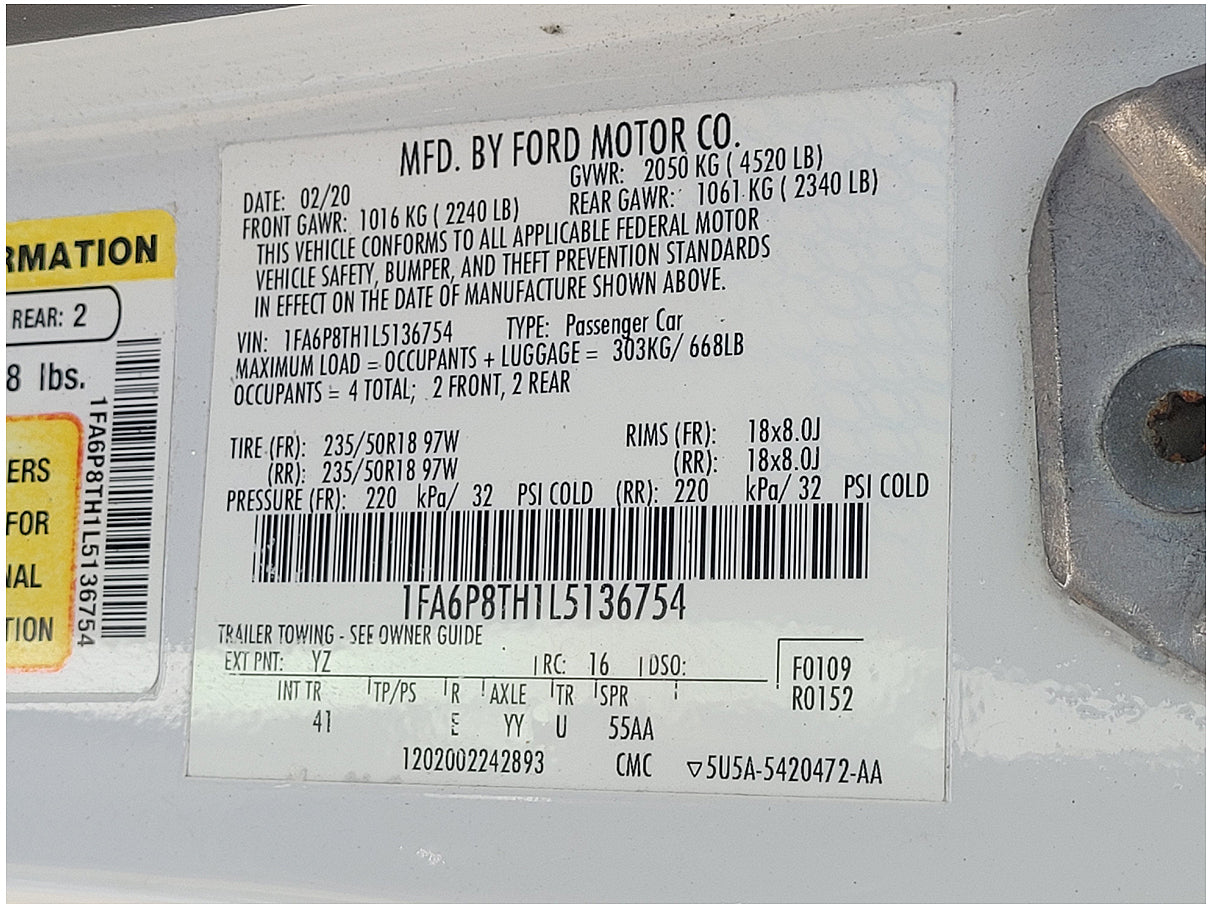 MFD. BY FORD MOTOR CO.
DATE: 02/20 GVWR: 2050 KG ( 4520 LB)
FRONT GAWR: 1016 KG ( 2240 LB) REAR GAWR: 1061 KG ( 2340 LB)
THIS VEHICLE CONFORMS TO ALL APPLICABLE FEDERAL MOTOR
VEHICLE SAFETY, BUMPER, AND THEFT PREVENTION STANDARDS
IN EFFECT ON THE DATE OF MANUFACTURE SHOWN ABOVE.
VIN: 1FA6P8TH1L5136754 TYPE: Passenger Car
MAXIMUM LOAD = OCCUPANTS + LUGGAGE = 303KG/ 668LB
OCCUPANTS = 4 TOTAL; 2 FRONT, 2 REAR
TIRE (FR): 235/50R18 97W RIMS (FR): 18x8.0J
(RR): 235/50R18 97W (RR): 18x8.0J
PRESSURE (FR): 220 kPa/ 32 PSI COLD (RR): 220 kPa/ 32 PSI COLD
1FA6P8TH1L5136754
TRAILER TOWING - SEE OWNER GUIDE
EXT PNT: YZ RC: 16 DSO: F0109
INT TR TP/PS R AXLE TR SPR R0152
41 E YY U 55AA
1202002242893 CMC ▽5U5A-5420472-AA
RMATION
REAR: 2
8 lbs.
1FA6P8TH1L5136754
ERS
FOR
NAL
TION